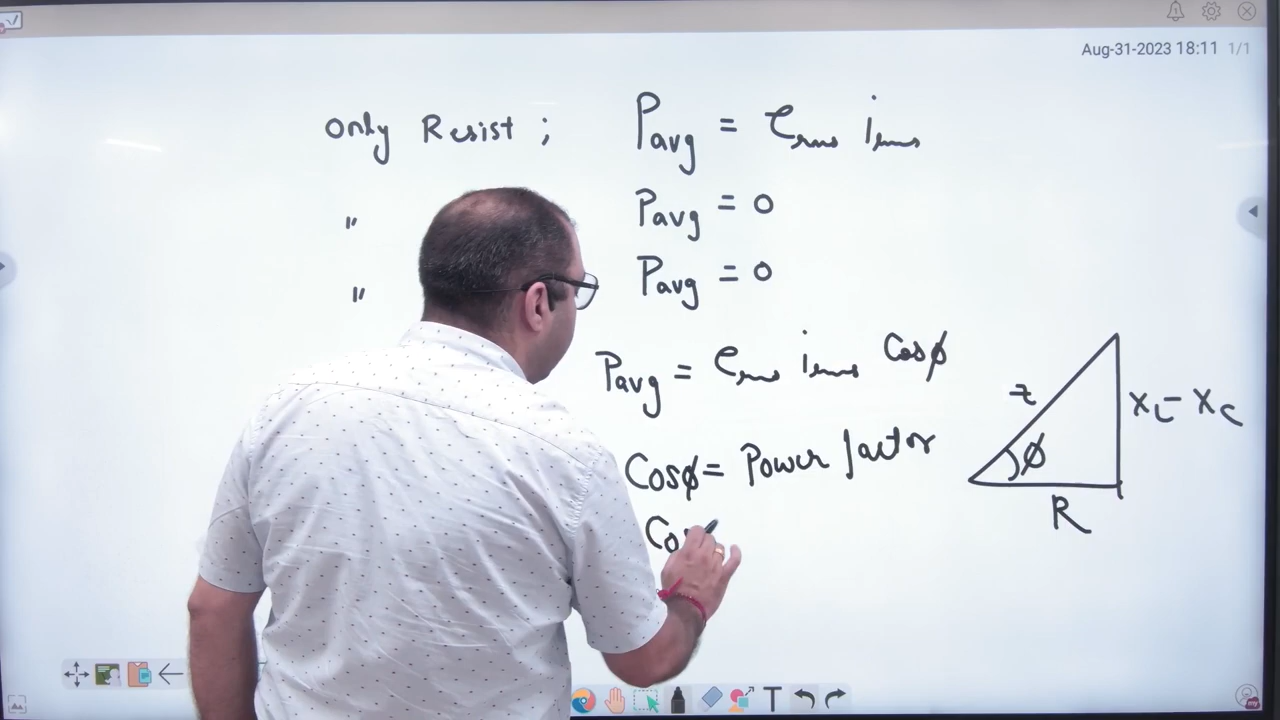 Aug-31-2023 18:11 1/1
Only Resist ; Pavg = erms irms
" Pavg = 0
" Pavg = 0
Pavg = erms irms Cosϕ
Cosϕ = Power factor
Co
z
ϕ
XL - XC
R
T